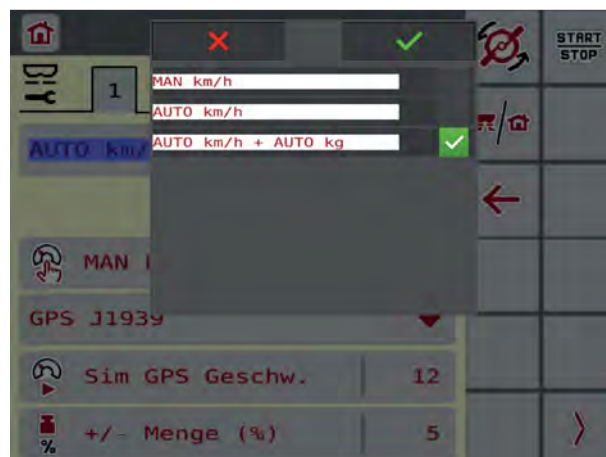 START
STOP
1
MAN km/h
AUTO km/h
AUTO km/h + AUTO kg
AUTO km/
MAN
GPS J1939
Sim GPS Geschw. 12
% +/- Menge (%) 5